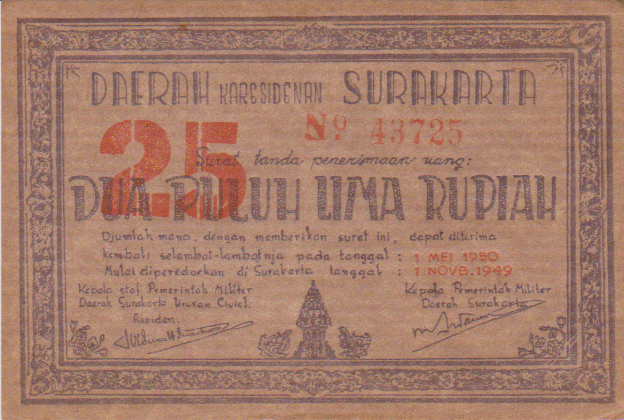 DAERAH KARESIDENAN SURAKARTA
25
No 43725
Surat tanda penerimaan uang:
DUA PULUH LIMA RUPIAH
Djumlah mana, dengan memberikan surat ini, dapat diterima
kembali selambat-lambatnja pada tanggal : 1 MEI 1950
Mulai diperedarkan di Surakarta tanggal : 1 NOVB. 1949
Kepala staf Pemerintah Militer
Daerah Surakarta Urusan Civiel.
Residen.
Kepala Pemerintah Militer
Daerah Surakarta